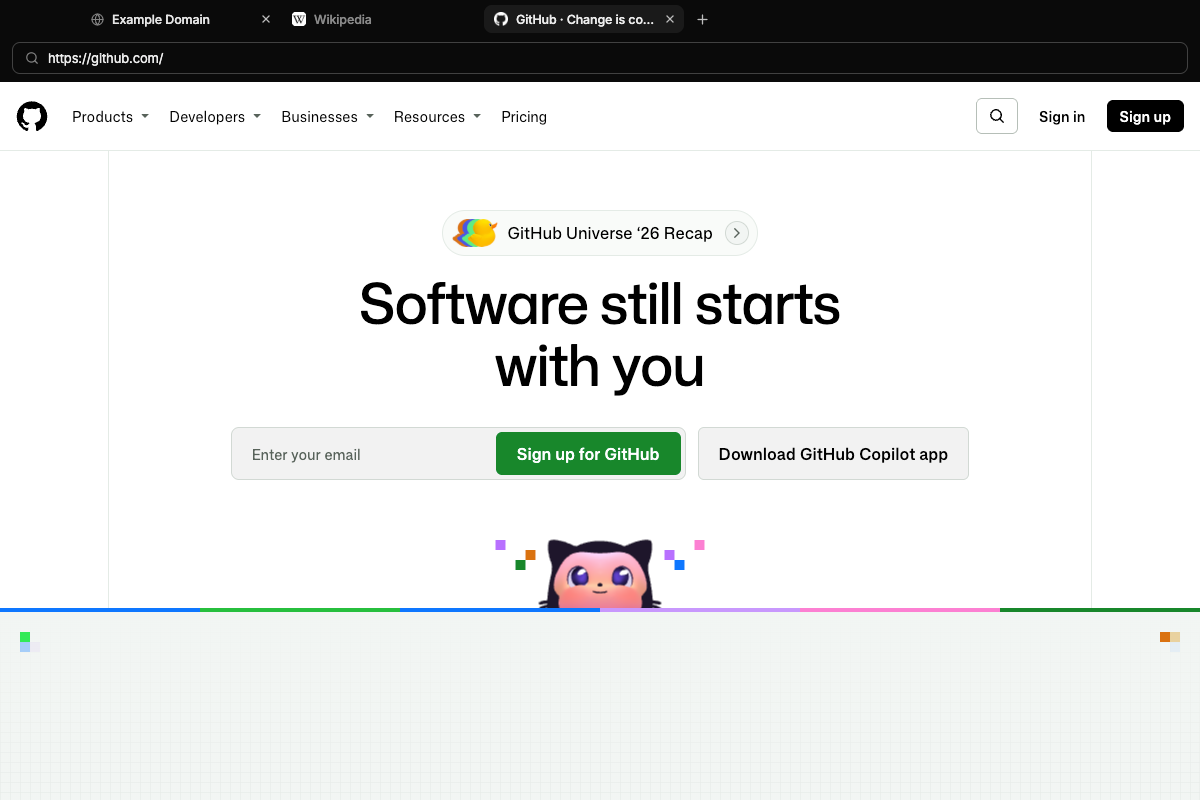 Example Domain
Wikipedia
GitHub · Change is co...
https://github.com/
Products
Developers
Businesses
Resources
Pricing
Sign in
Sign up
GitHub Universe ‘26 Recap
Software still starts
with you
Enter your email
Sign up for GitHub
Download GitHub Copilot app